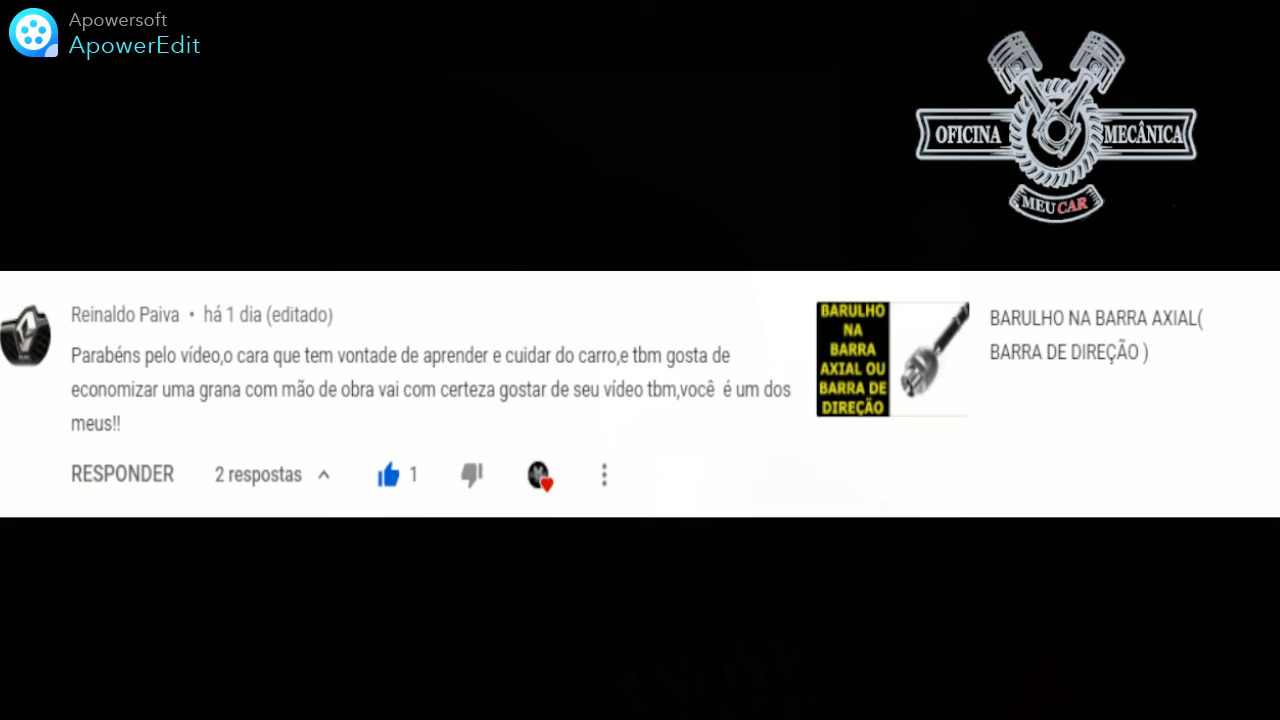 Apowersoft
ApowerEdit
OFICINA MECÂNICA
MEUCAR
Reinaldo Paiva • há 1 dia (editado)
Parabéns pelo vídeo,o cara que tem vontade de aprender e cuidar do carro,e tbm gosta de
economizar uma grana com mão de obra vai com certeza gostar de seu vídeo tbm,você é um dos
meus!!
RESPONDER 2 respostas 1
BARULHO
NA
BARRA
AXIAL OU
BARRA DE
DIREÇÃO
BARULHO NA BARRA AXIAL(
BARRA DE DIREÇÃO )